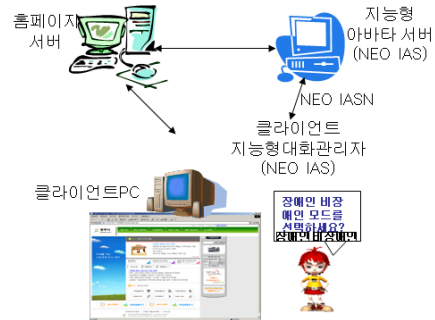 홈페이지
서버
지능형
아바타 서버
(NEO IAS)
NEO IASN
클라이언트
지능형대화관리자
(NEO IAS)
클라이언트PC
장애인 비장
애인 모드를
선택하세요?
장애인 비장애인